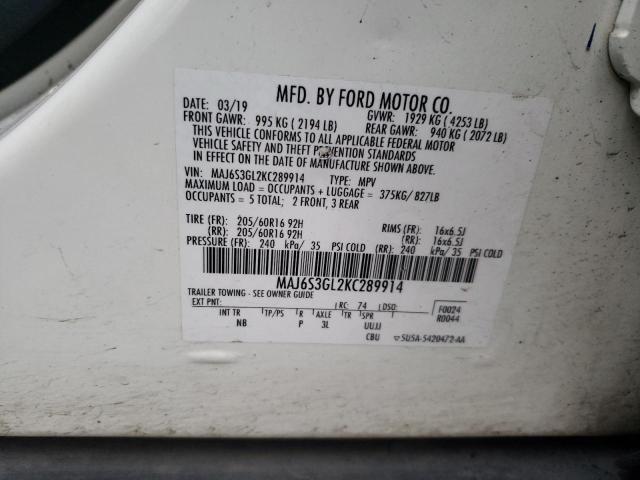 MFD. BY FORD MOTOR CO.
DATE: 03/19 GVWR: 1929 KG ( 4253 LB)
FRONT GAWR: 995 KG ( 2194 LB) REAR GAWR: 940 KG ( 2072 LB)
THIS VEHICLE CONFORMS TO ALL APPLICABLE FEDERAL MOTOR
VEHICLE SAFETY AND THEFT PREVENTION STANDARDS
IN EFFECT ON THE DATE OF MANUFACTURE SHOWN ABOVE.
VIN: MAJ6S3GL2KC289914 TYPE: MPV
MAXIMUM LOAD = OCCUPANTS + LUGGAGE = 375KG/ 827LB
OCCUPANTS = 5 TOTAL; 2 FRONT, 3 REAR
TIRE (FR): 205/60R16 92H RIMS (FR): 16x6.5J
(RR): 205/60R16 92H (RR): 16x6.5J
PRESSURE (FR): 240 kPa/ 35 PSI COLD (RR): 240 kPa/ 35 PSI COLD
MAJ6S3GL2KC289914
TRAILER TOWING - SEE OWNER GUIDE
EXT PNT: RC: 74 DSO: F0024
R0044
INT TR TP/PS R AXLE TR SPR
NB P 3L UUJJ
CBU 5U5A-5420472-AA